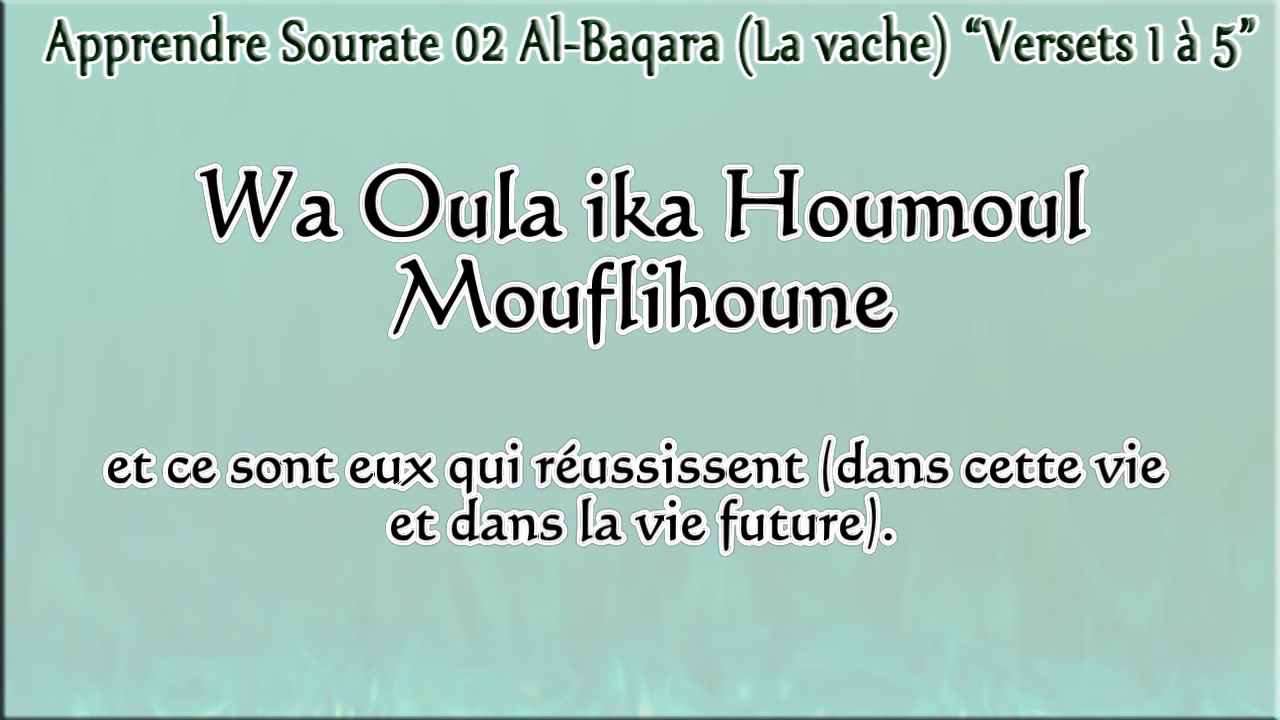 Apprendre Sourate 02 Al-Baqara (La vache) “Versets 1 à 5”
Wa Oula ika Houmoul
Mouflihoune
et ce sont eux qui réussissent (dans cette vie
et dans la vie future).